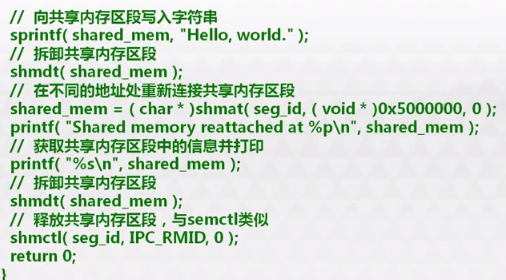 // 向共享内存区段写入字符串
sprintf( shared_mem, "Hello, world." );
// 拆卸共享内存区段
shmdt( shared_mem );
// 在不同的地址处重新连接共享内存区段
shared_mem = ( char * )shmat( seg_id, ( void * )0x5000000, 0 );
printf( "Shared memory reattached at %p\n", shared_mem );
// 获取共享内存区段中的信息并打印
printf( "%s\n", shared_mem );
// 拆卸共享内存区段
shmdt( shared_mem );
// 释放共享内存区段，与semctl类似
shmctl( seg_id, IPC_RMID, 0 );
return 0;
}